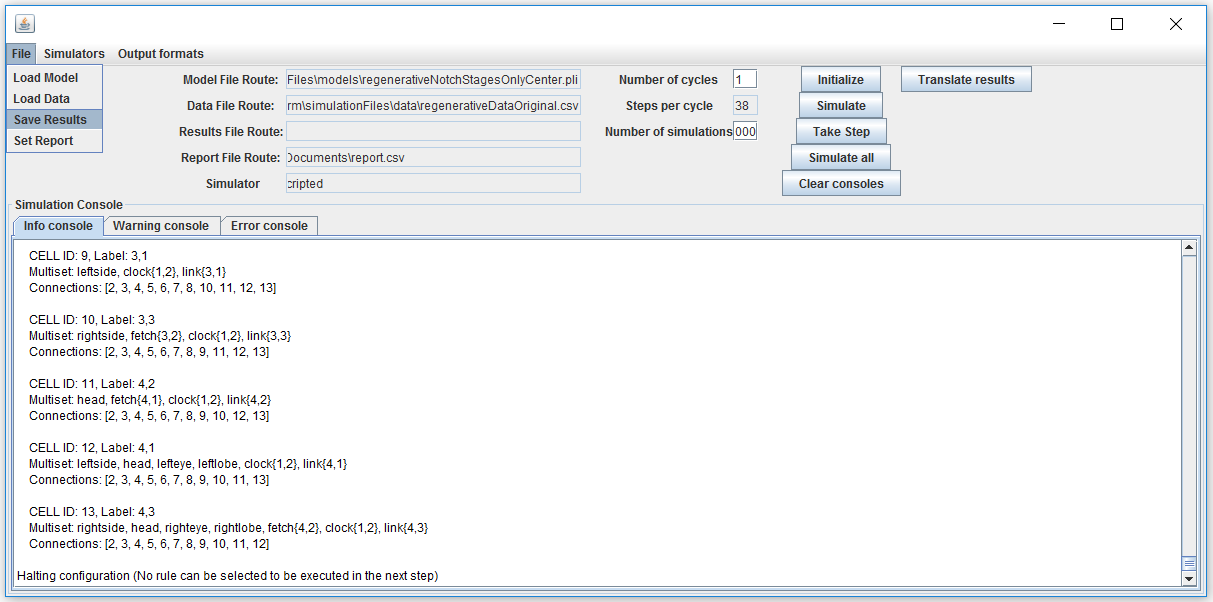 File Simulators Output formats
Load Model
Load Data
Save Results
Set Report
Model File Route: Files\models\regenerativeNotchStagesOnlyCenter.pli
Data File Route: rm\simulationFiles\data\regenerativeDataOriginal.csv
Results File Route:
Report File Route: Documents\report.csv
Simulator cripted
Number of cycles 1
Steps per cycle 38
Number of simulations 000
Initialize
Simulate
Take Step
Simulate all
Clear consoles
Translate results
Simulation Console
Info console Warning console Error console
CELL ID: 9, Label: 3,1
Multiset: leftside, clock{1,2}, link{3,1}
Connections: [2, 3, 4, 5, 6, 7, 8, 10, 11, 12, 13]
CELL ID: 10, Label: 3,3
Multiset: rightside, fetch{3,2}, clock{1,2}, link{3,3}
Connections: [2, 3, 4, 5, 6, 7, 8, 9, 11, 12, 13]
CELL ID: 11, Label: 4,2
Multiset: head, fetch{4,1}, clock{1,2}, link{4,2}
Connections: [2, 3, 4, 5, 6, 7, 8, 9, 10, 12, 13]
CELL ID: 12, Label: 4,1
Multiset: leftside, head, lefteye, leftlobe, clock{1,2}, link{4,1}
Connections: [2, 3, 4, 5, 6, 7, 8, 9, 10, 11, 13]
CELL ID: 13, Label: 4,3
Multiset: rightside, head, righteye, rightlobe, fetch{4,2}, clock{1,2}, link{4,3}
Connections: [2, 3, 4, 5, 6, 7, 8, 9, 10, 11, 12]
Halting configuration (No rule can be selected to be executed in the next step)